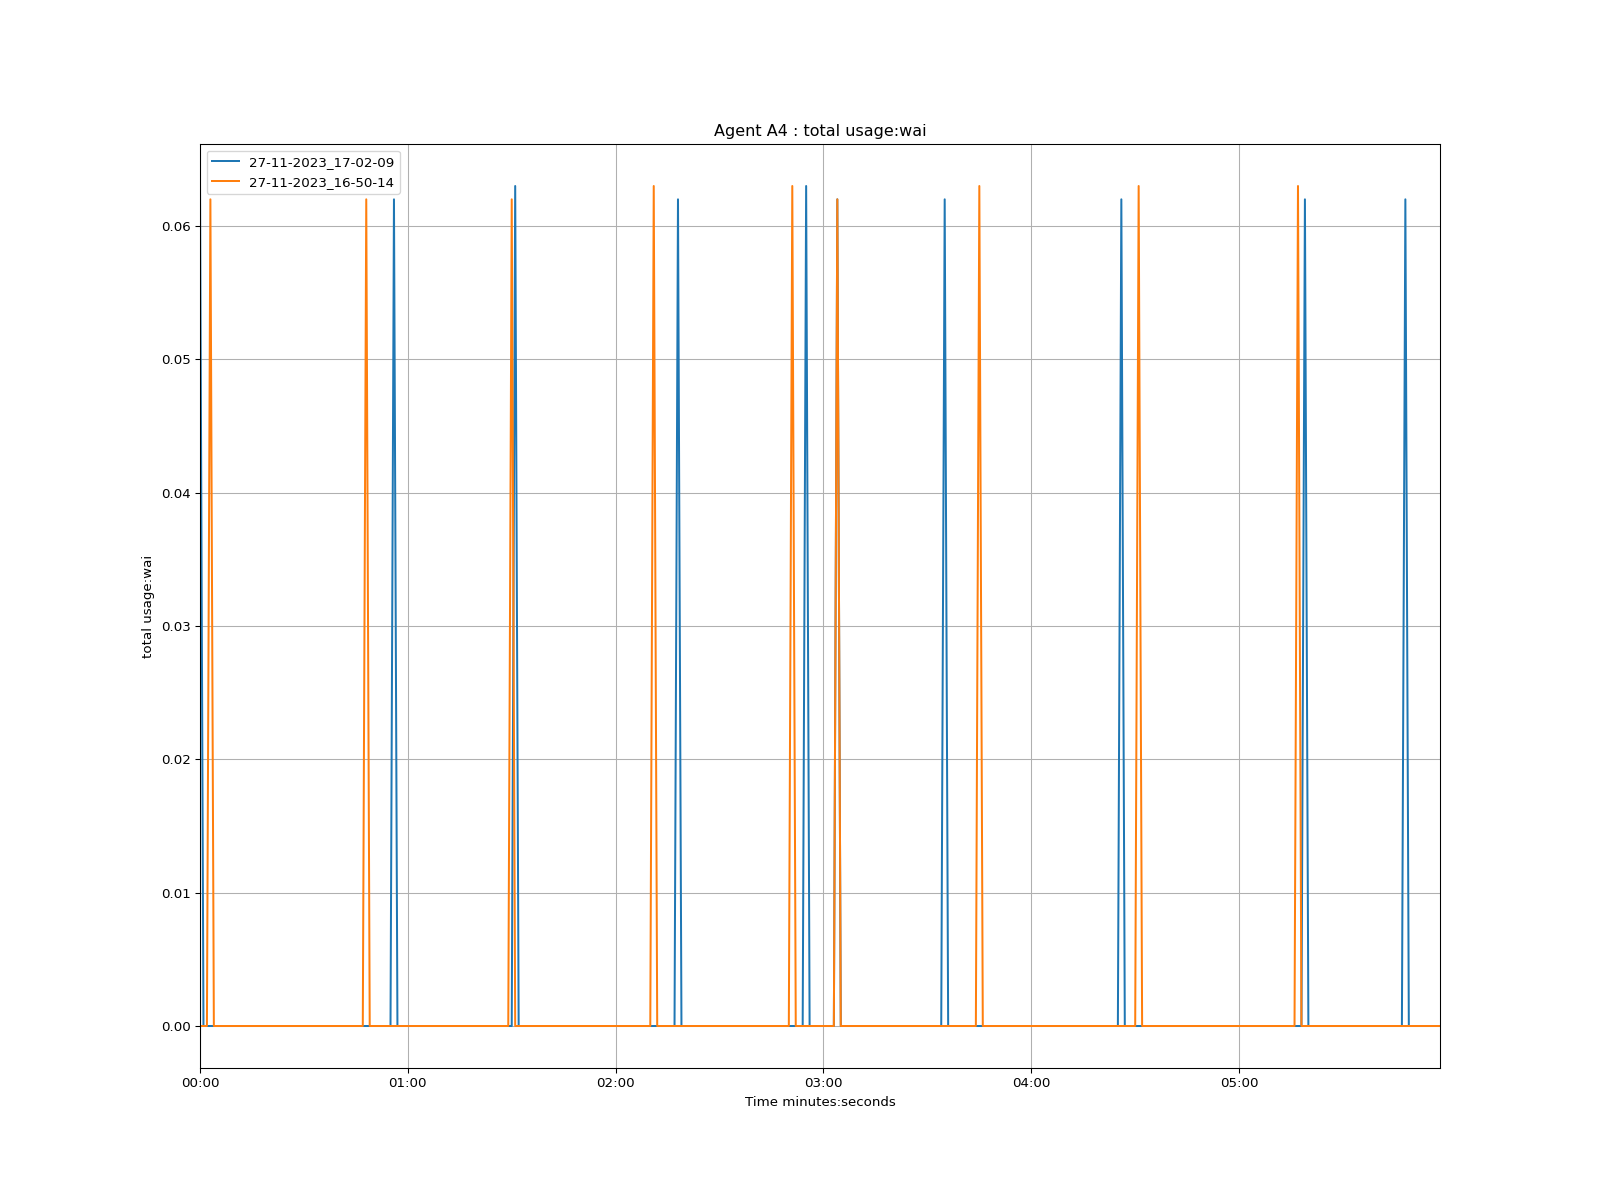 Agent A4 : total usage:wai
27-11-2023_17-02-09
27-11-2023_16-50-14
0.06
0.05
0.04
0.03
0.02
0.01
0.00
total usage:wai
00:00 01:00 02:00 03:00 04:00 05:00
Time minutes:seconds